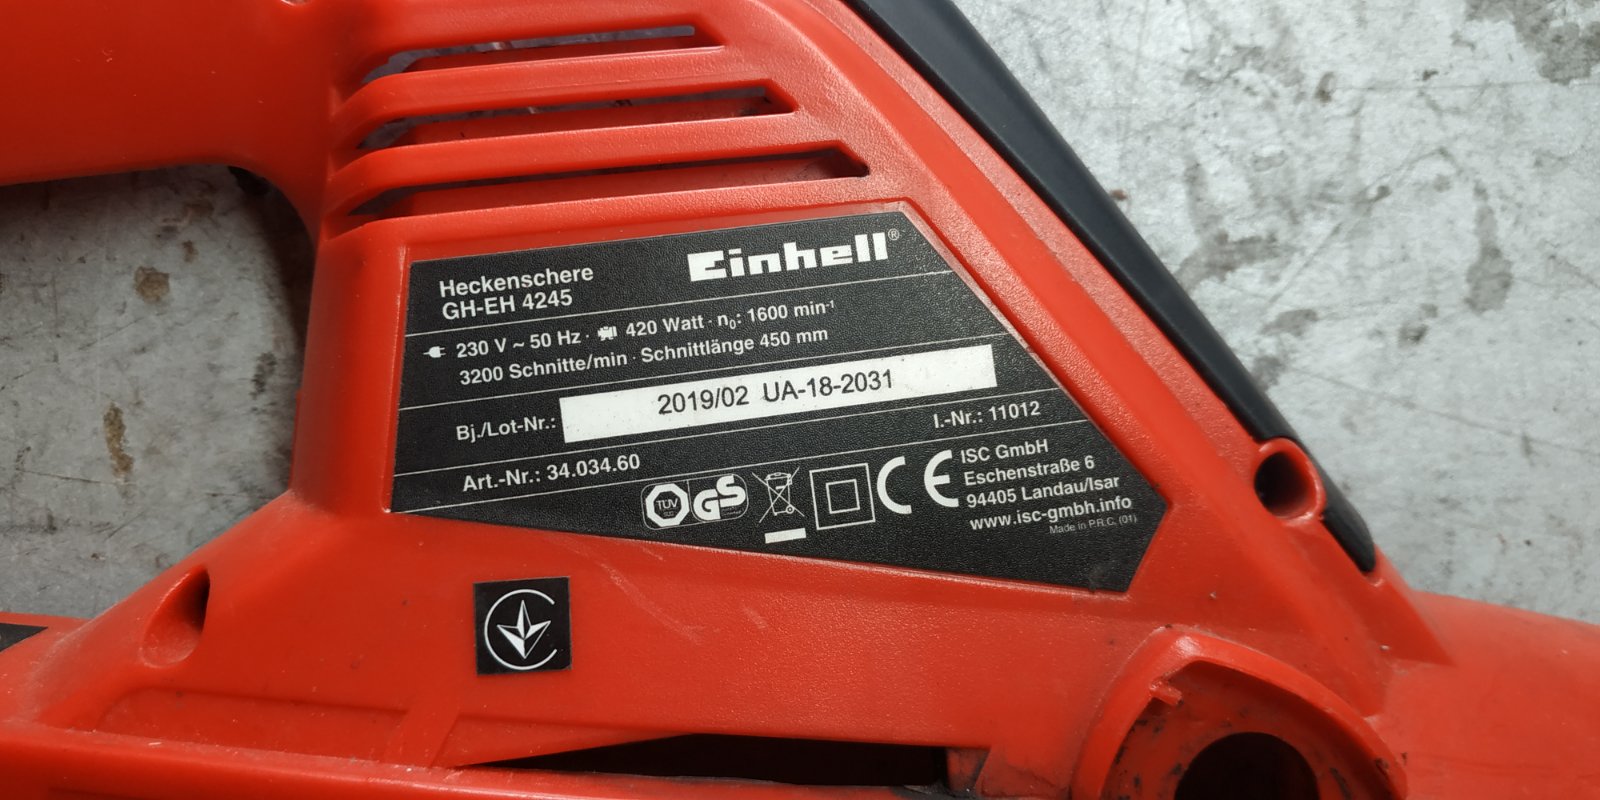 Einhell®
Heckenschere
GH-EH 4245
230 V ~ 50 Hz · 420 Watt · n₀: 1600 min⁻¹
3200 Schnitte/min · Schnittlänge 450 mm
Bj./Lot-Nr.: 2019/02 UA-18-2031
I.-Nr.: 11012
Art.-Nr.: 34.034.60
TÜV
GS
CE
ISC GmbH
Eschenstraße 6
94405 Landau/Isar
www.isc-gmbh.info
Made in P.R.C. (01)